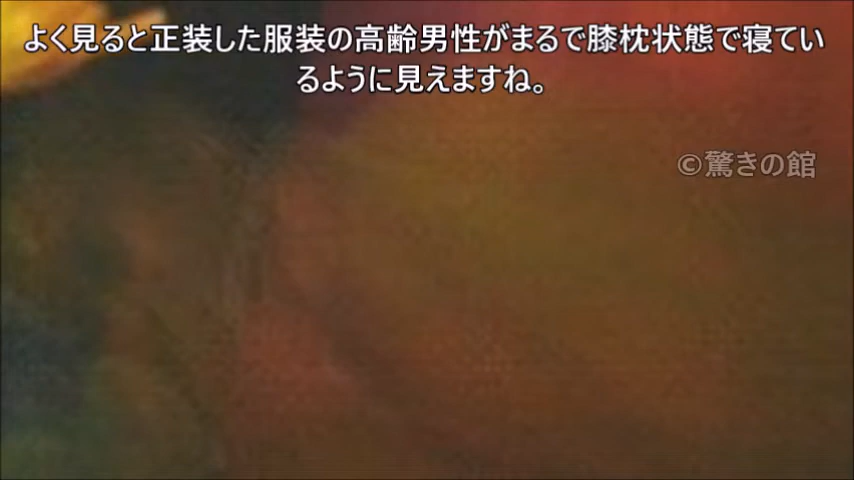 よく見ると正装した服装の高齢男性がまるで膝枕状態で寝てい
るように見えますね。
©驚きの館